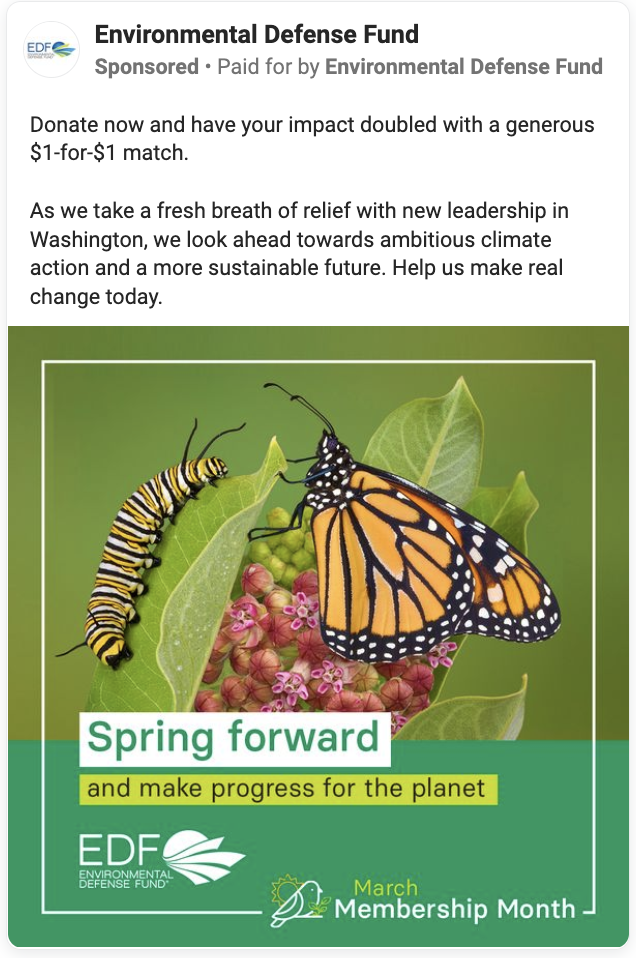 EDF
ENVIRONMENTAL
DEFENSE FUND
Environmental Defense Fund
Sponsored • Paid for by Environmental Defense Fund
Donate now and have your impact doubled with a generous
$1-for-$1 match.
As we take a fresh breath of relief with new leadership in
Washington, we look ahead towards ambitious climate
action and a more sustainable future. Help us make real
change today.
Spring forward
and make progress for the planet
EDF
ENVIRONMENTAL
DEFENSE FUND®
March
Membership Month